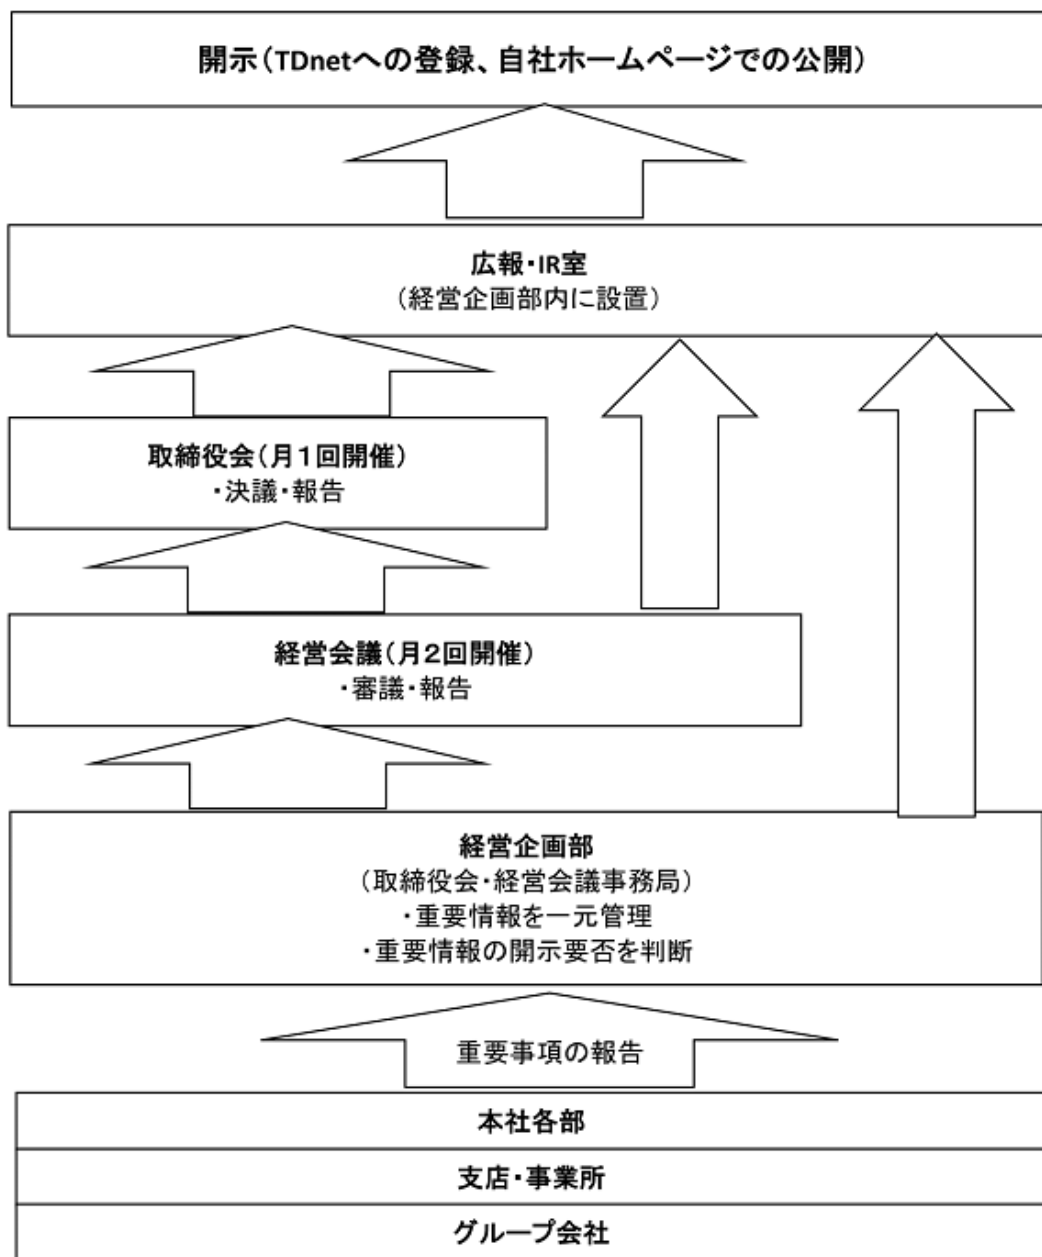 開示（TDnetへの登録、自社ホームページでの公開）
広報・IR室
（経営企画部内に設置）
取締役会（月１回開催）
・決議・報告
経営会議（月２回開催）
・審議・報告
経営企画部
（取締役会・経営会議事務局）
・重要情報を一元管理
・重要情報の開示要否を判断
重要事項の報告
本社各部
支店・事業所
グループ会社